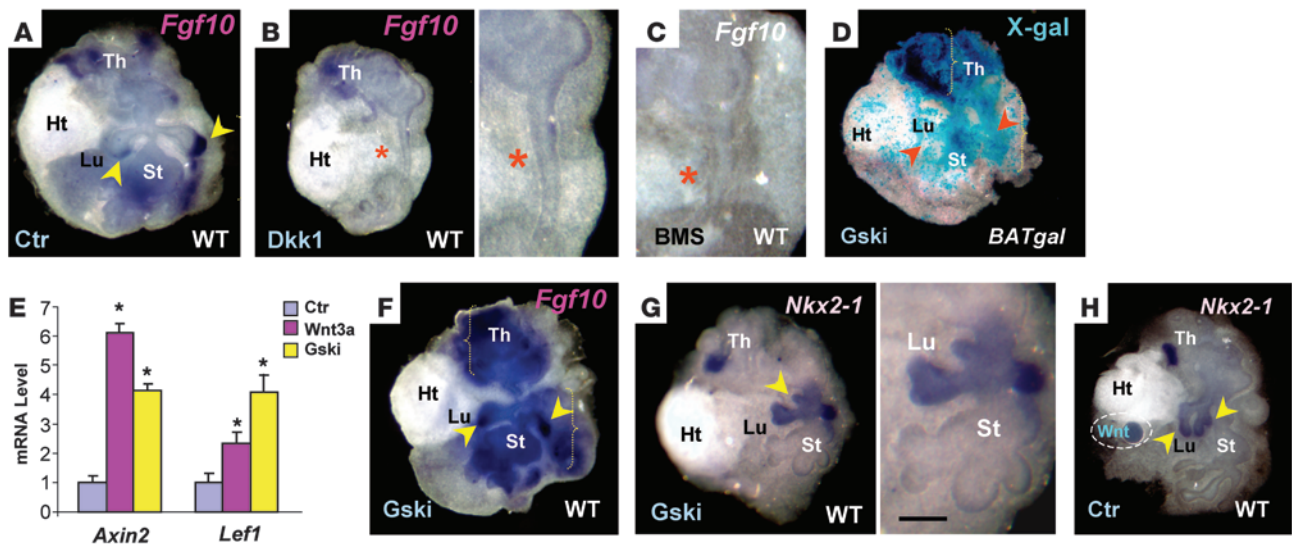 A
Fgf10
Th
Ht
Lu
St
Ctr
WT
B
Fgf10
Th
Ht
*
*
Dkk1
WT
C
Fgf10
*
BMS
WT
D
X-gal
Th
Lu
Ht
St
Gski
BATgal
E
Ctr
Wnt3a
Gski
mRNA Level
7
6
5
4
3
2
1
0
*
*
*
*
Axin2
Lef1
F
Fgf10
Th
Ht
Lu
St
Gski
WT
G
Nkx2-1
Th
Lu
Ht
Lu
St
St
Gski
WT
H
Nkx2-1
Th
Ht
Wnt
Lu
St
Ctr
WT